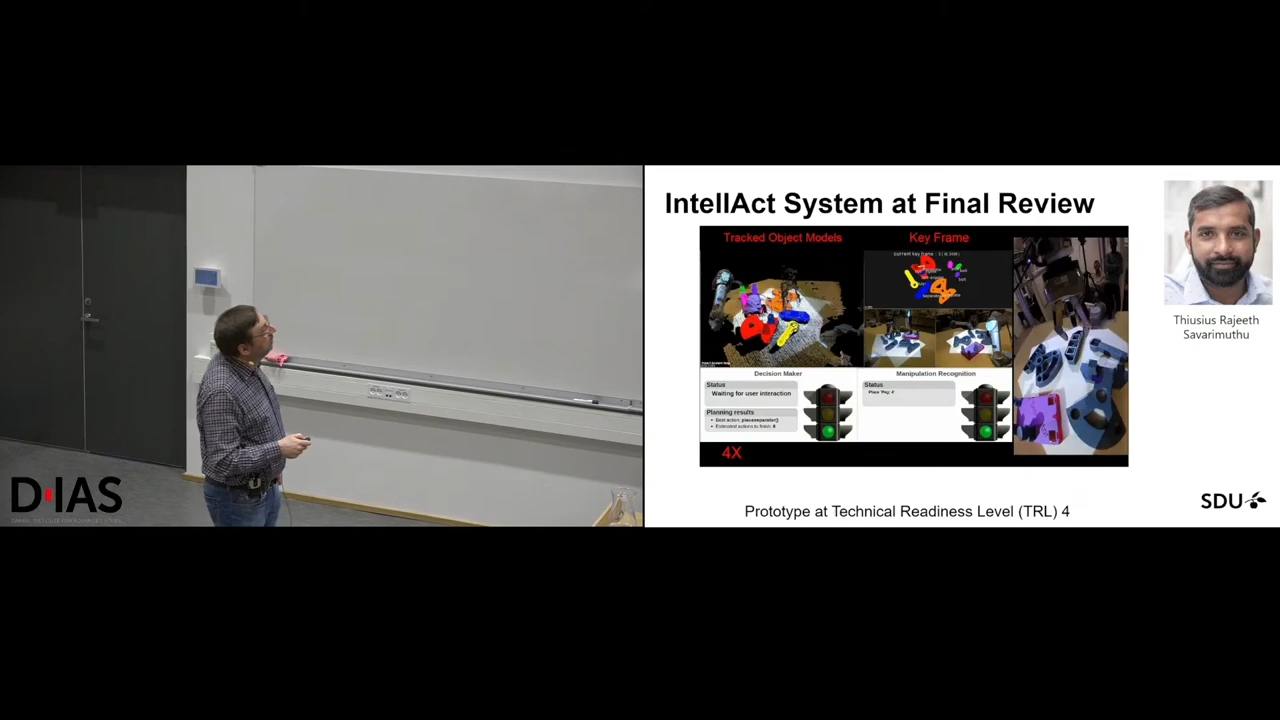 IntellAct System at Final Review
Tracked Object Models
Key Frame
Decision Maker
Manipulation Recognition
Status
Waiting for user interaction
Status
Planning results
4X
Thiusius Rajeeth
Savarimuthu
Prototype at Technical Readiness Level (TRL) 4
SDU
D·IAS